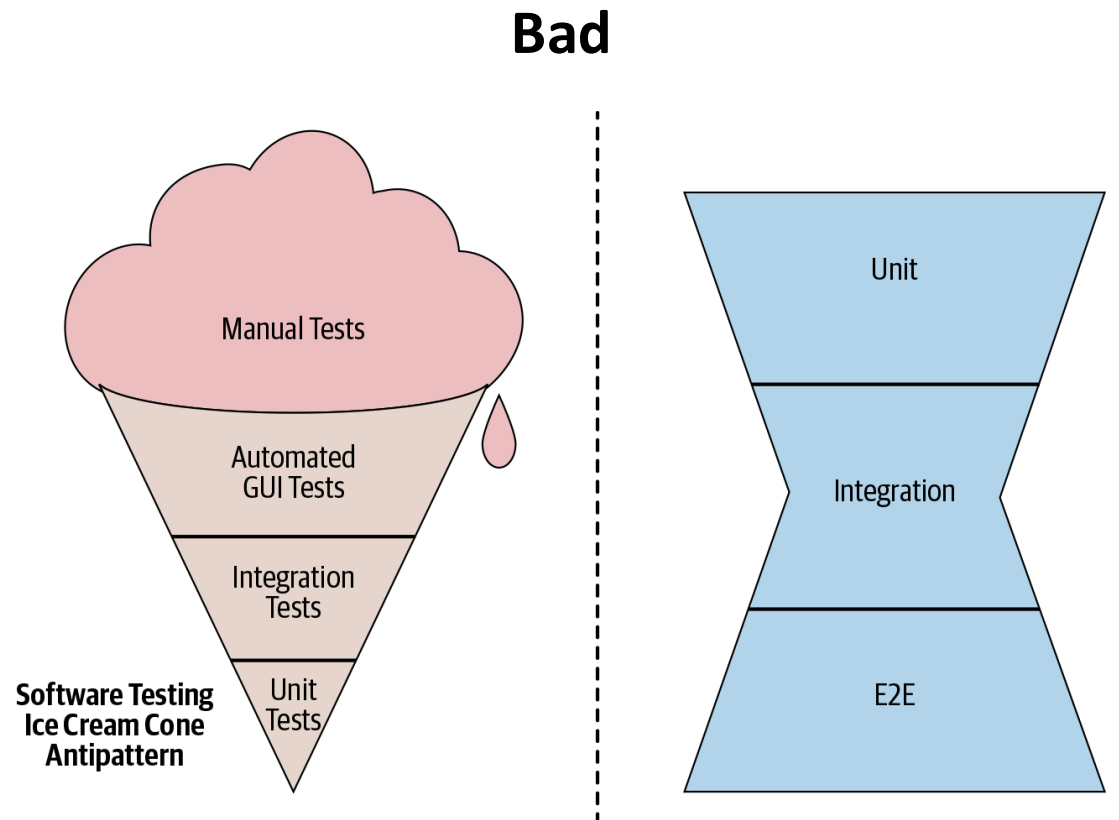 Bad
Manual Tests
Automated
GUI Tests
Integration
Tests
Unit
Tests
Software Testing
Ice Cream Cone
Antipattern
Unit
Integration
E2E